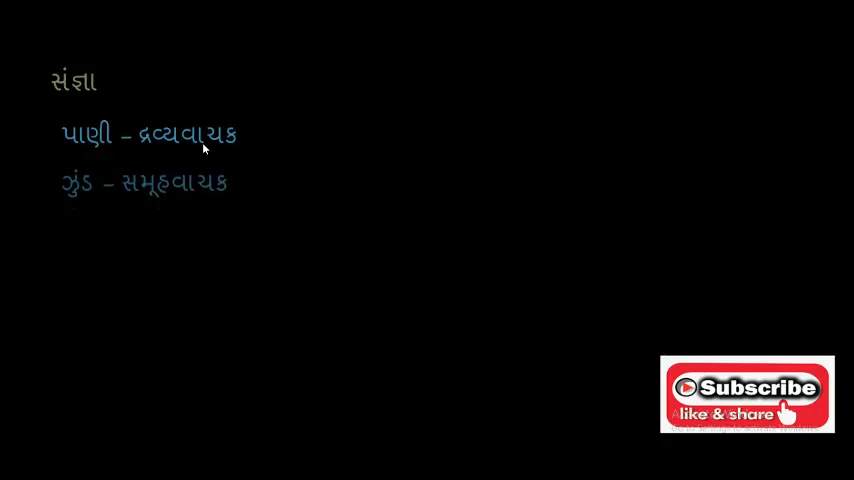 સંજ્ઞા
પાણી – દ્રવ્યવાચક
ઝુંડ – સમૂહવાચક
Subscribe
like & share